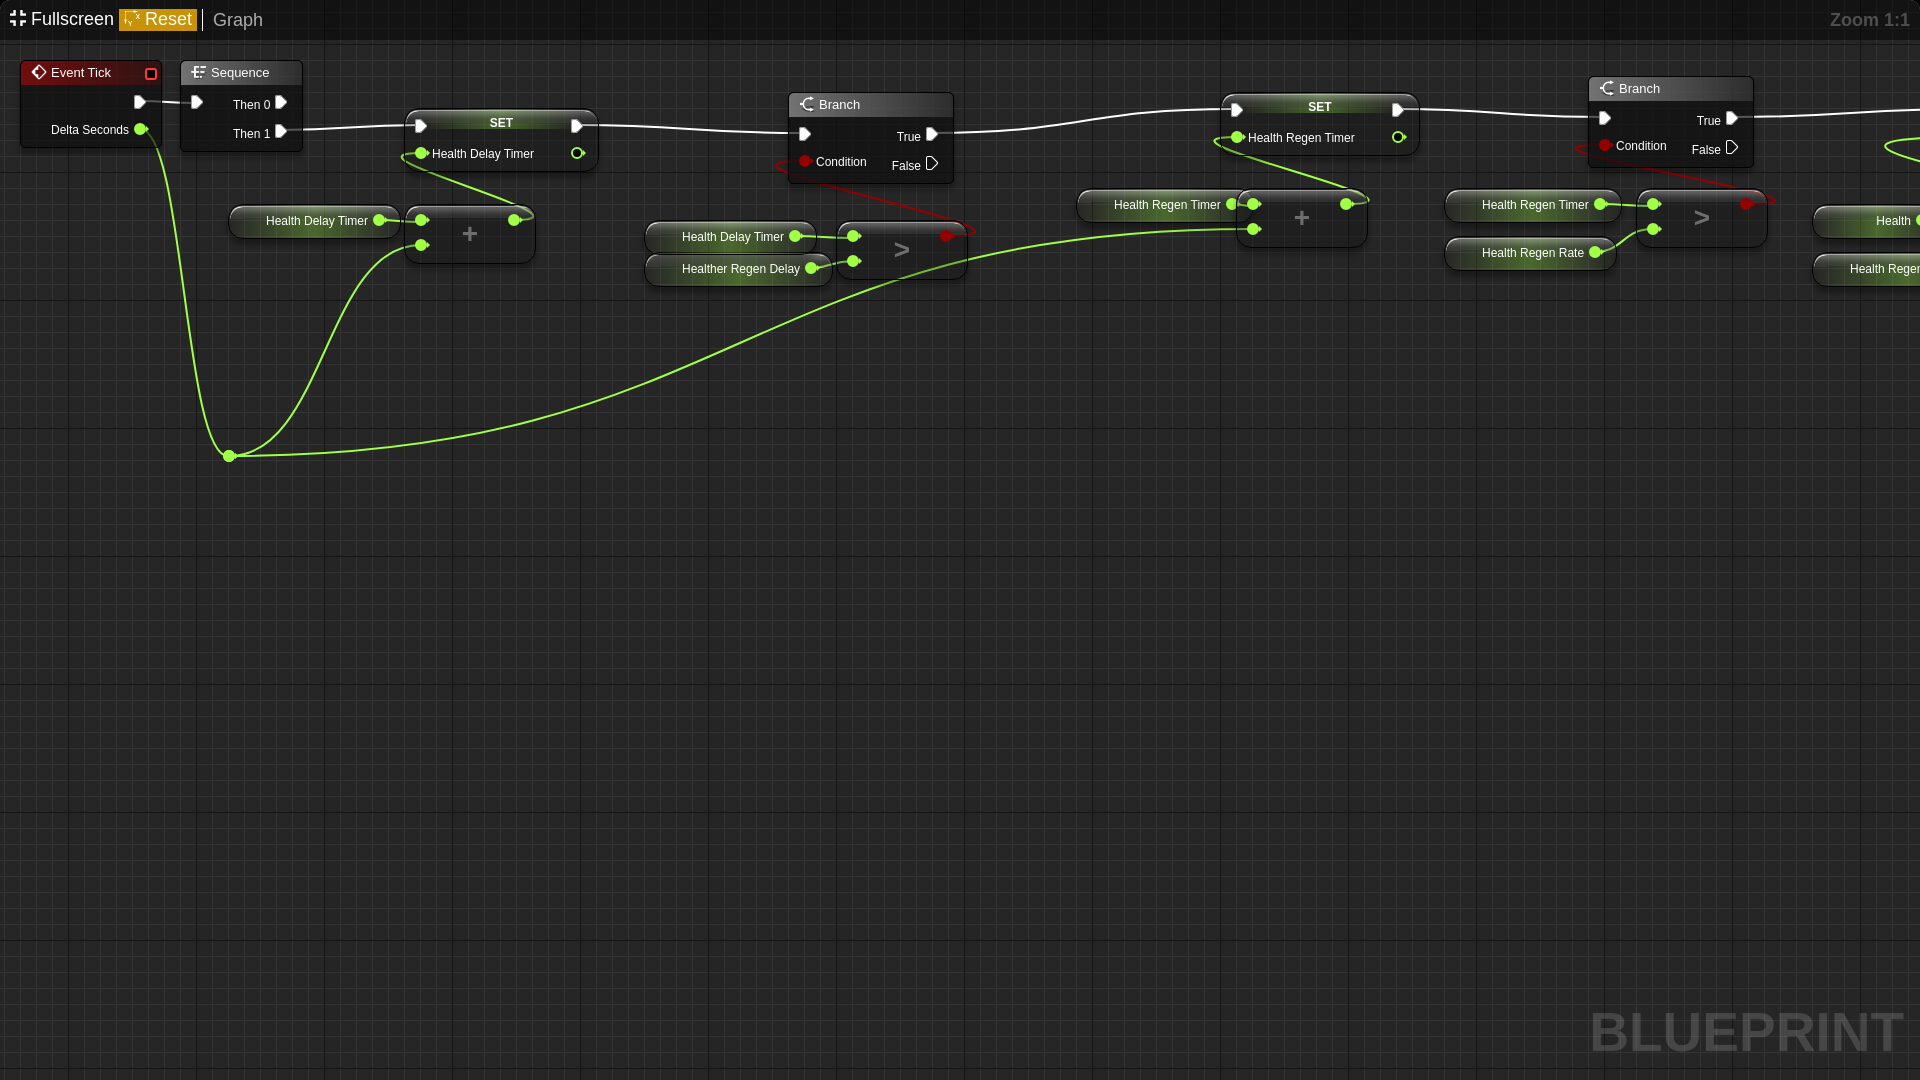 Fullscreen Reset Graph Zoom 1:1
Event Tick
Delta Seconds
Sequence
Then 0
Then 1
SET
Health Delay Timer
Health Delay Timer
+
Branch
True
Condition
False
Health Delay Timer
Healther Regen Delay
>
SET
Health Regen Timer
Health Regen Timer
+
Branch
True
Condition
False
Health Regen Timer
Health Regen Rate
>
Health
Health Regen
BLUEPRINT